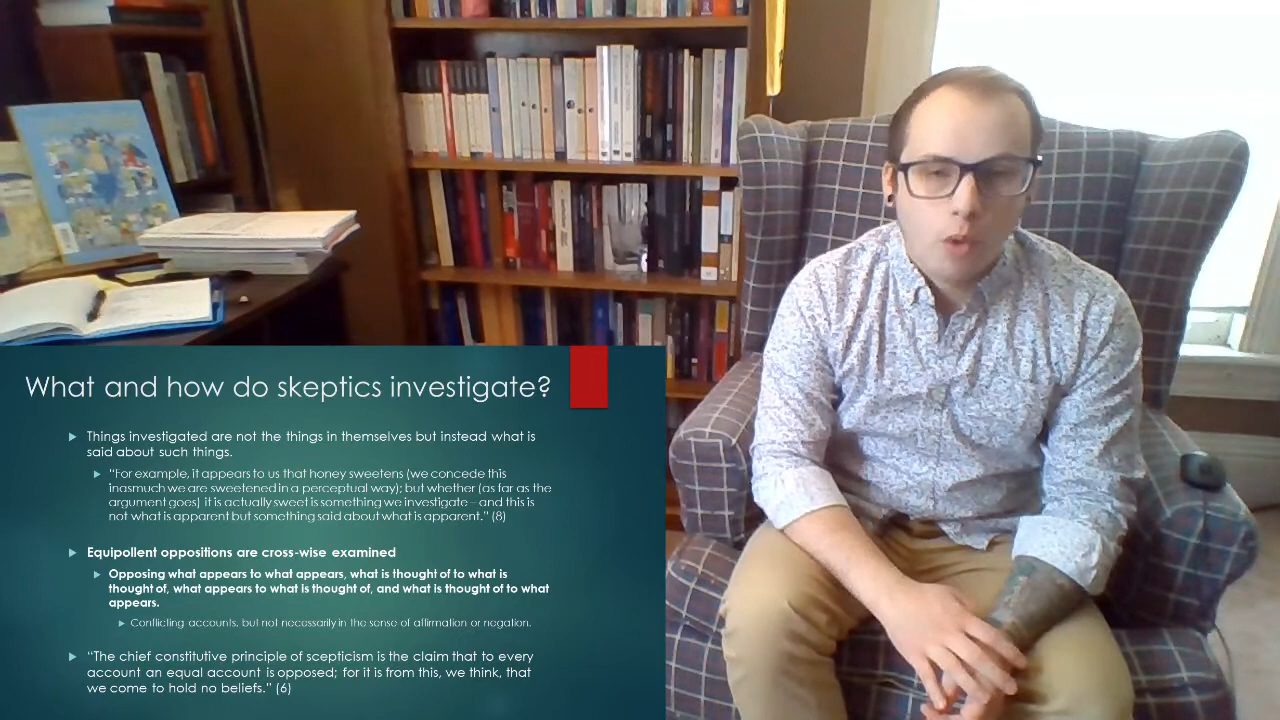 What and how do skeptics investigate?
Things investigated are not the things in themselves but instead what is
said about such things.
"For example, it appears to us that honey sweetens (we concede this
inasmuch we are sweetened in a perceptual way); but whether (as far as the
argument goes) it is actually sweet is something we investigate – and this is
not what is apparent but something said about what is apparent." (8)
Equipollent oppositions are cross-wise examined
Opposing what appears to what appears, what is thought of to what is
thought of, what appears to what is thought of, and what is thought of to what
appears.
Conflicting accounts, but not necessarily in the sense of affirmation or negation.
"The chief constitutive principle of scepticism is the claim that to every
account an equal account is opposed; for it is from this, we think, that
we come to hold no beliefs." (6)